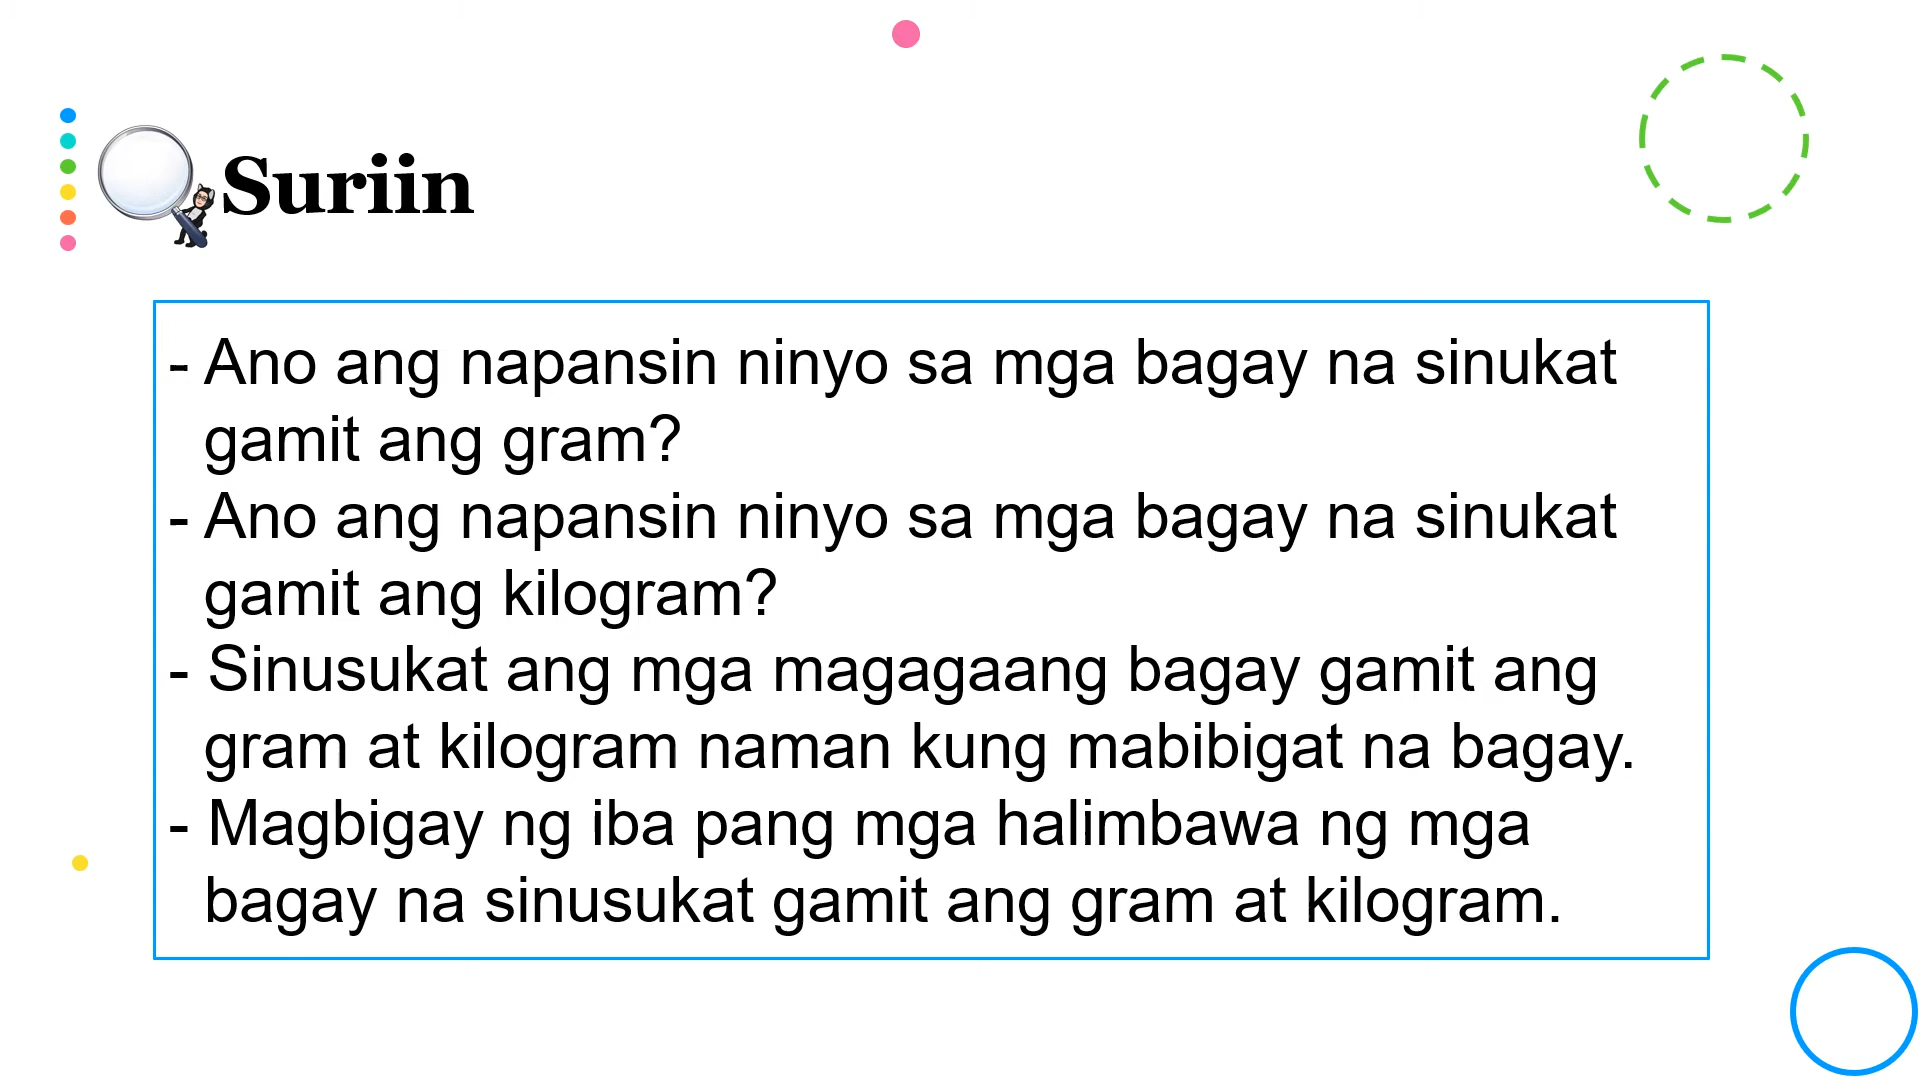 Suriin
- Ano ang napansin ninyo sa mga bagay na sinukat
gamit ang gram?
- Ano ang napansin ninyo sa mga bagay na sinukat
gamit ang kilogram?
- Sinusukat ang mga magagaang bagay gamit ang
gram at kilogram naman kung mabibigat na bagay.
- Magbigay ng iba pang mga halimbawa ng mga
bagay na sinusukat gamit ang gram at kilogram.